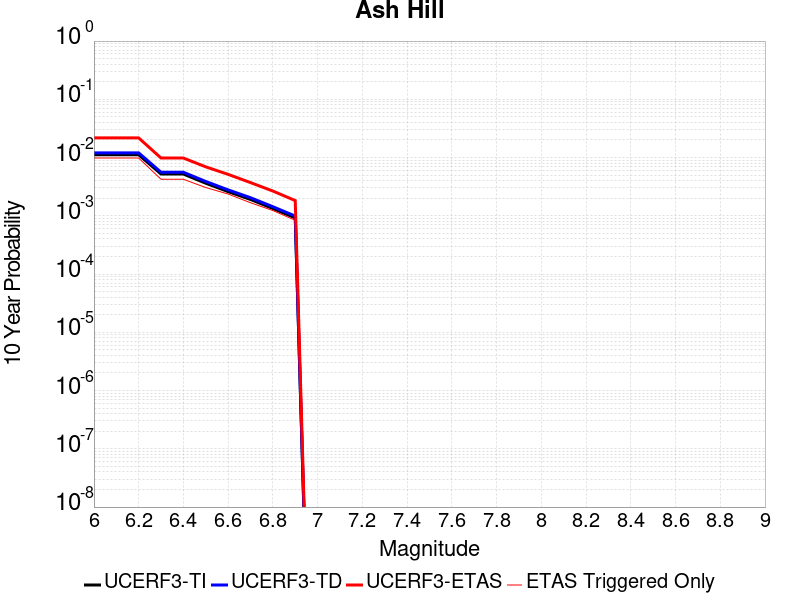 Ash Hill
10 0
10 -1
10 -2
10 -3
10 -4
10 -5
10 -6
10 -7
10 -8
10 Year Probability
6 6.2 6.4 6.6 6.8 7 7.2 7.4 7.6 7.8 8 8.2 8.4 8.6 8.8 9
Magnitude
UCERF3-TI UCERF3-TD UCERF3-ETAS ETAS Triggered Only